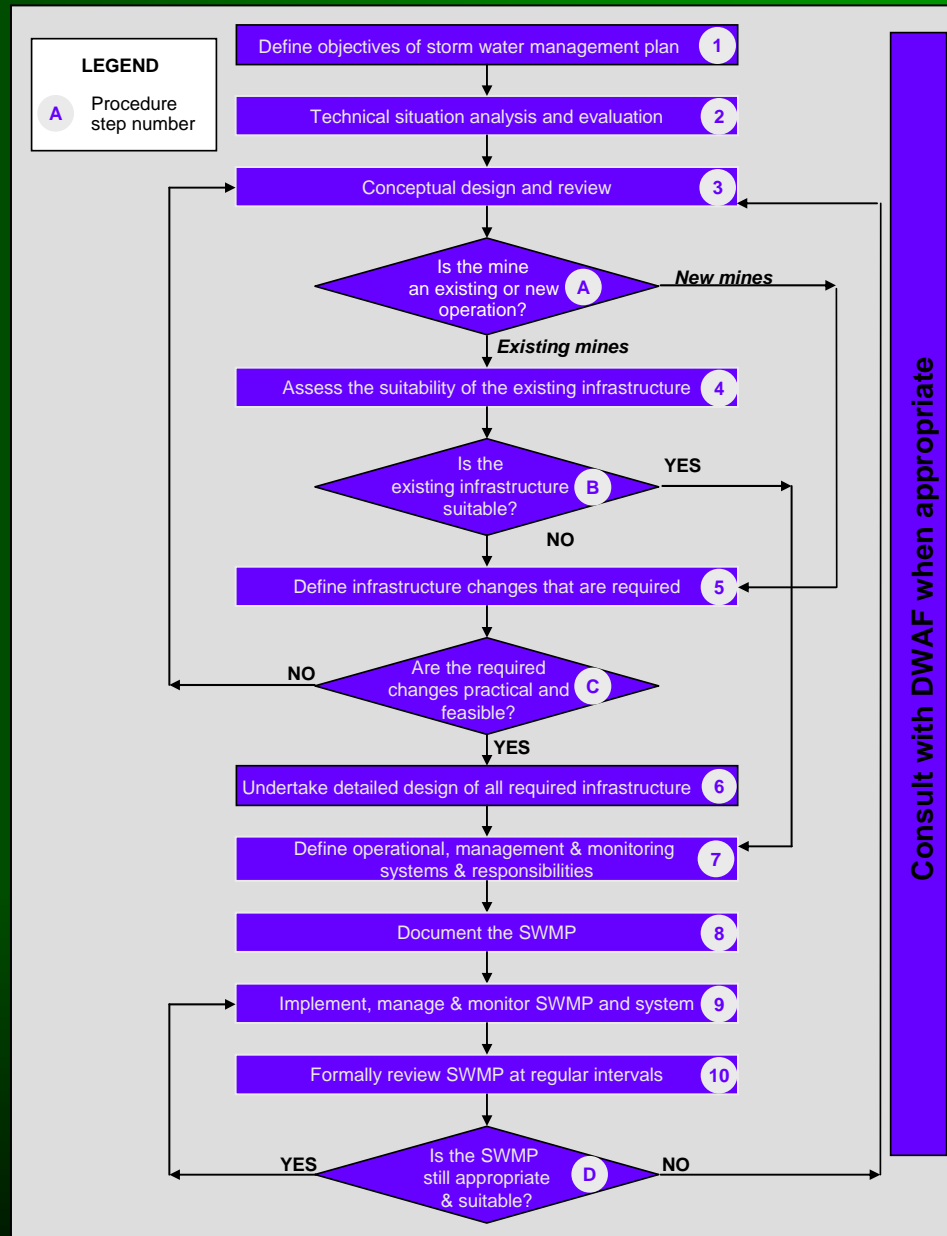 LEGEND
A
Procedure
step number
Define objectives of storm water management plan
1
Technical situation analysis and evaluation
2
Conceptual design and review
3
Is the mine
an existing or new
operation?
A
New mines
Existing mines
Assess the suitability of the existing infrastructure
4
Is the
existing infrastructure
suitable?
B
YES
NO
Define infrastructure changes that are required
5
Are the required
changes practical and
feasible?
C
NO
YES
Undertake detailed design of all required infrastructure
6
Define operational, management & monitoring
systems & responsibilities
7
Document the SWMP
8
Implement, manage & monitor SWMP and system
9
Formally review SWMP at regular intervals
10
Is the SWMP
still appropriate
& suitable?
D
YES
NO
Consult with DWAF when appropriate